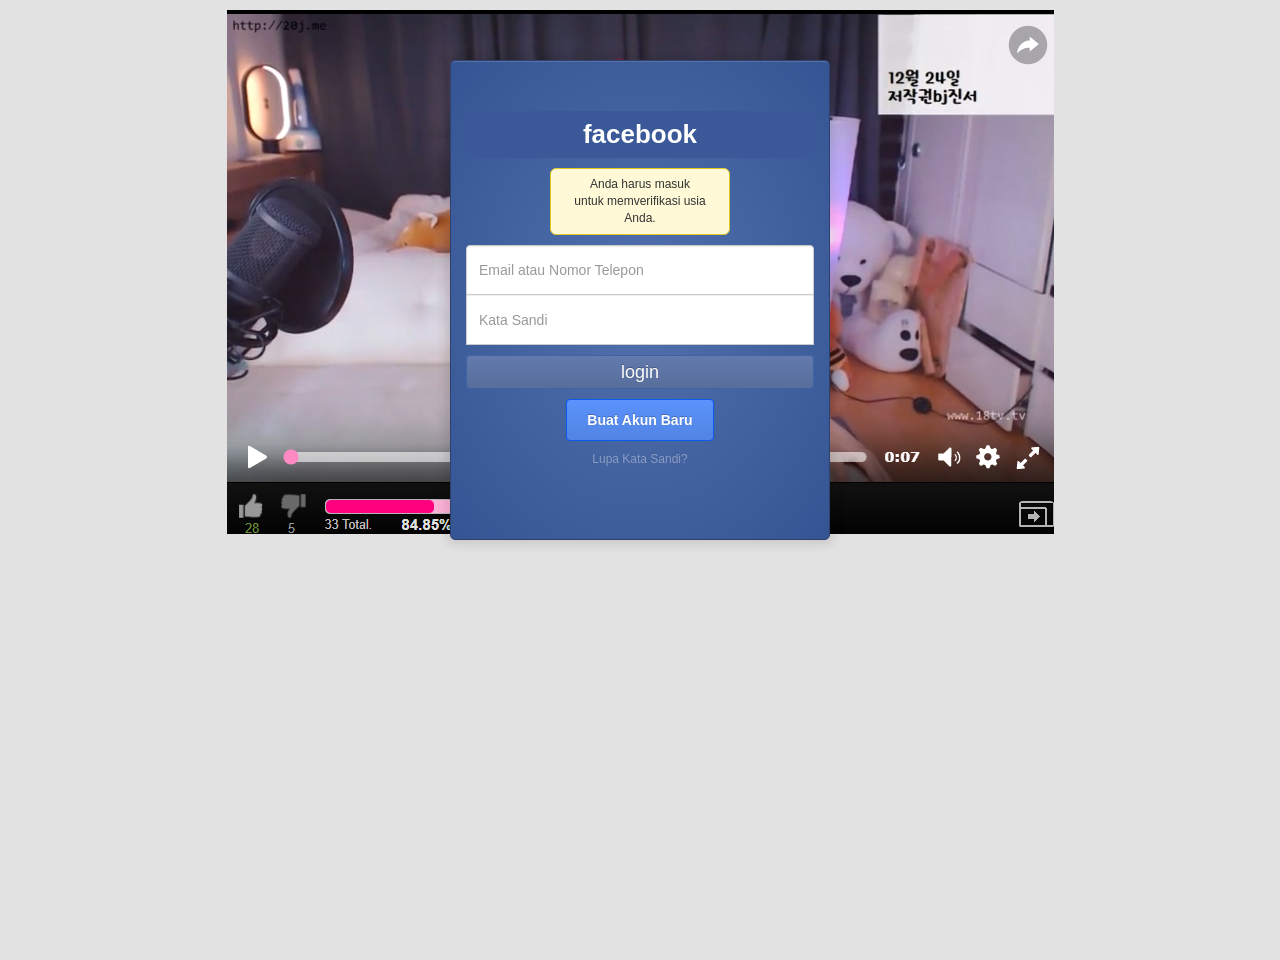 http://20j.me
12월 24일
저작권bj진서
facebook
Anda harus masuk
untuk memverifikasi usia
Anda.
Email atau Nomor Telepon
Kata Sandi
login
Buat Akun Baru
Lupa Kata Sandi?
www.18tv.tv
0:07
28
5
33 Total.
84.85%